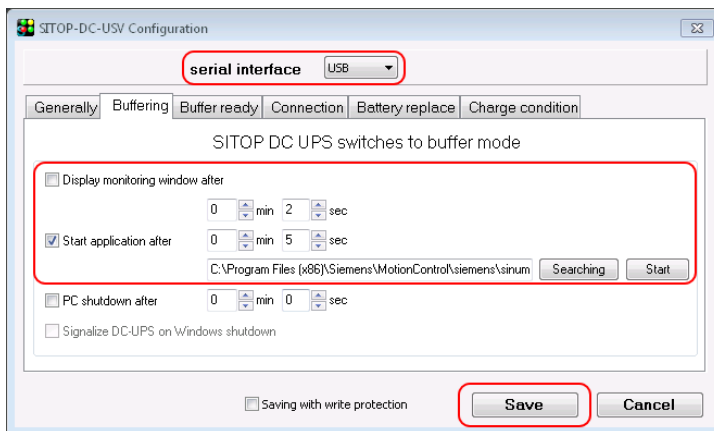 SITOP-DC-USV Configuration
serial interface USB
Generally Buffering Buffer ready Connection Battery replace Charge condition
SITOP DC UPS switches to buffer mode
Display monitoring window after
0 min 2 sec
Start application after 0 min 5 sec
C:\Program Files (x86)\Siemens\MotionControl\siemens\sinum Searching Start
PC shutdown after 0 min 0 sec
Signalize DC-UPS on Windows shutdown
Saving with write protection Save Cancel